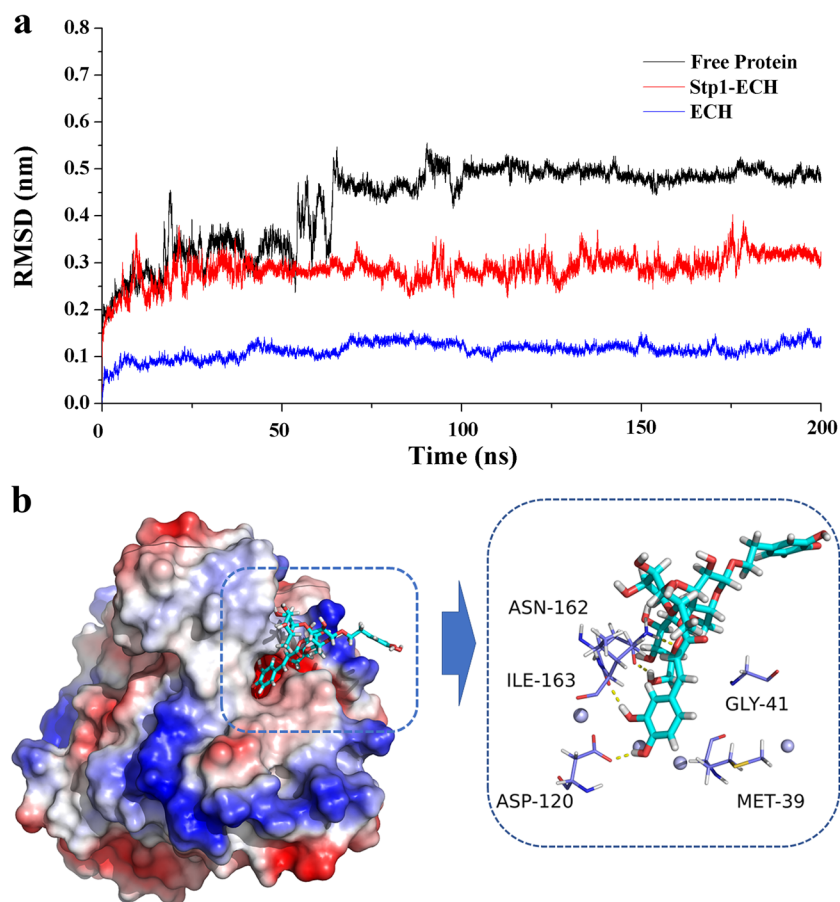 a
0.8
0.7
0.6
0.5
0.4
0.3
0.2
0.1
0.0
RMSD (nm)
Free Protein
Stp1-ECH
ECH
0
50
100
150
200
Time (ns)
b
ASN-162
ILE-163
GLY-41
ASP-120
MET-39